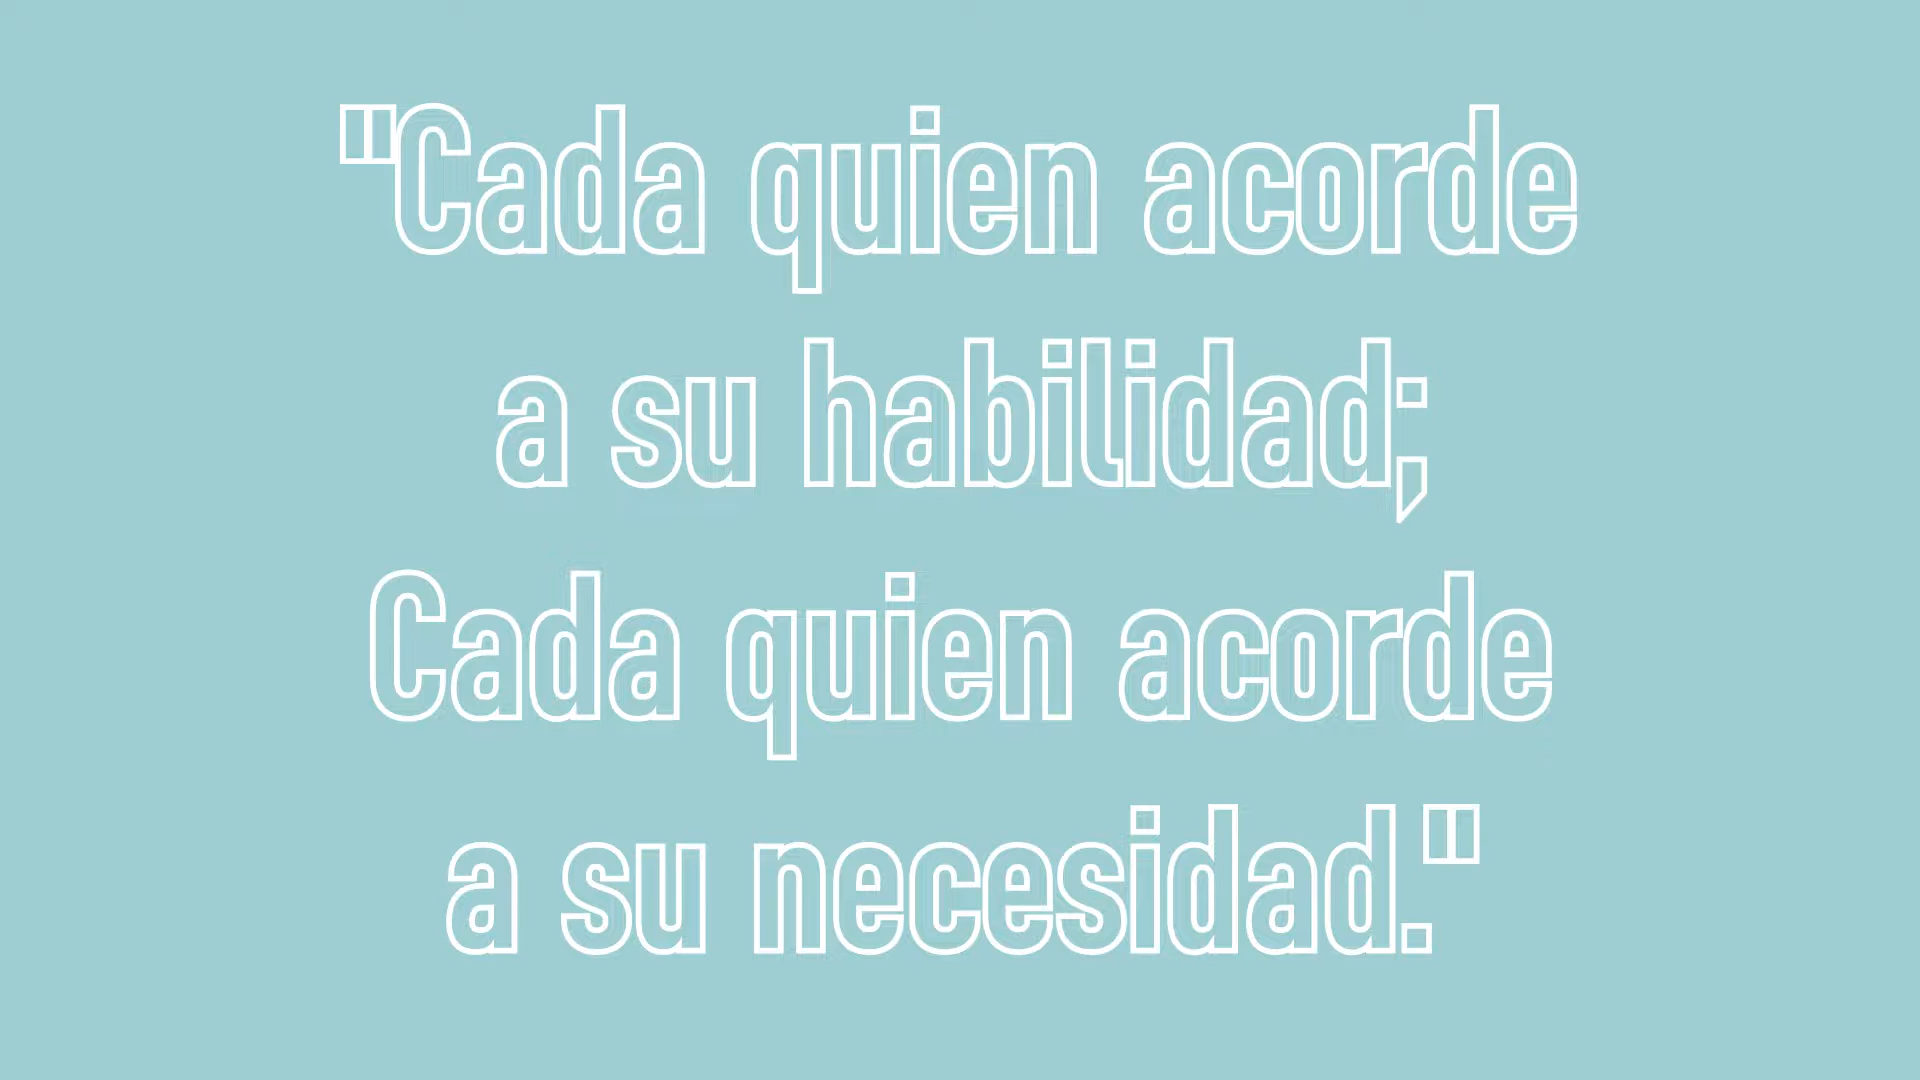 "Cada quien acorde
a su habilidad;
Cada quien acorde
a su necesidad."